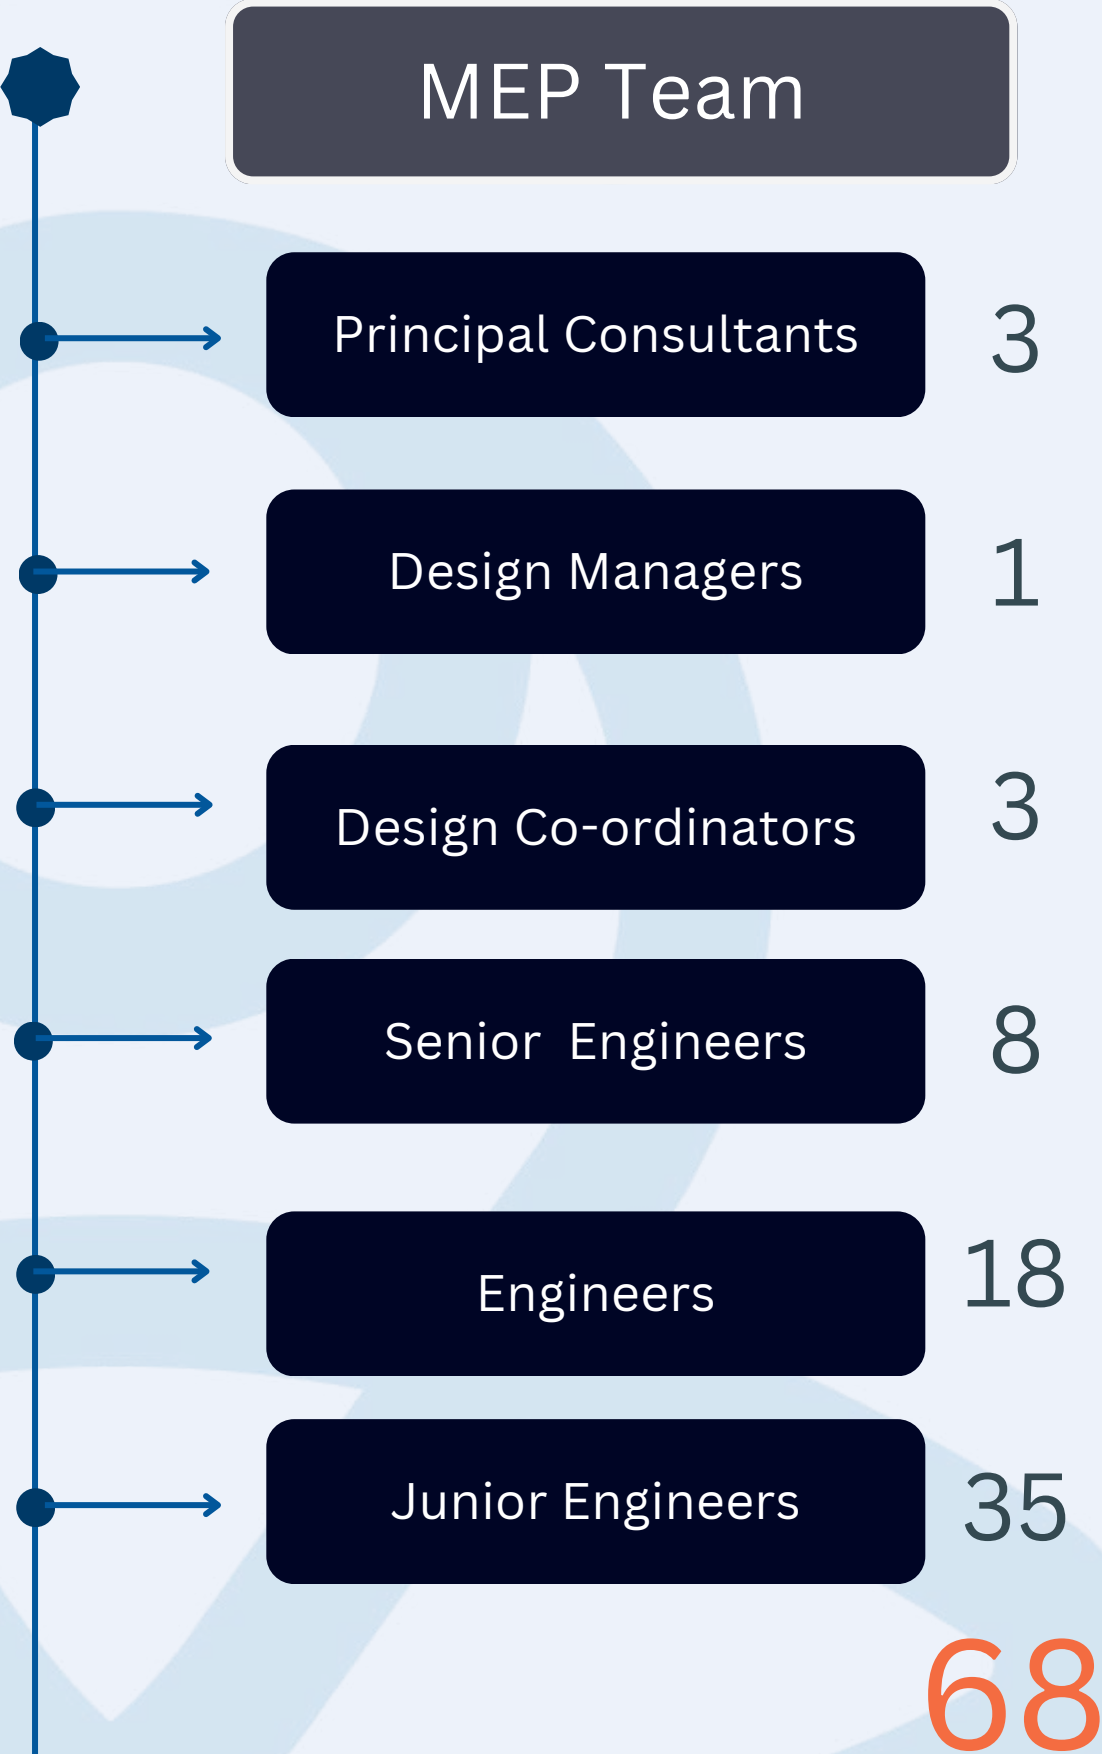 MEP Team
Principal Consultants 3
Design Managers 1
Design Co-ordinators 3
Senior  Engineers 8
Engineers 18
Junior Engineers 35
68